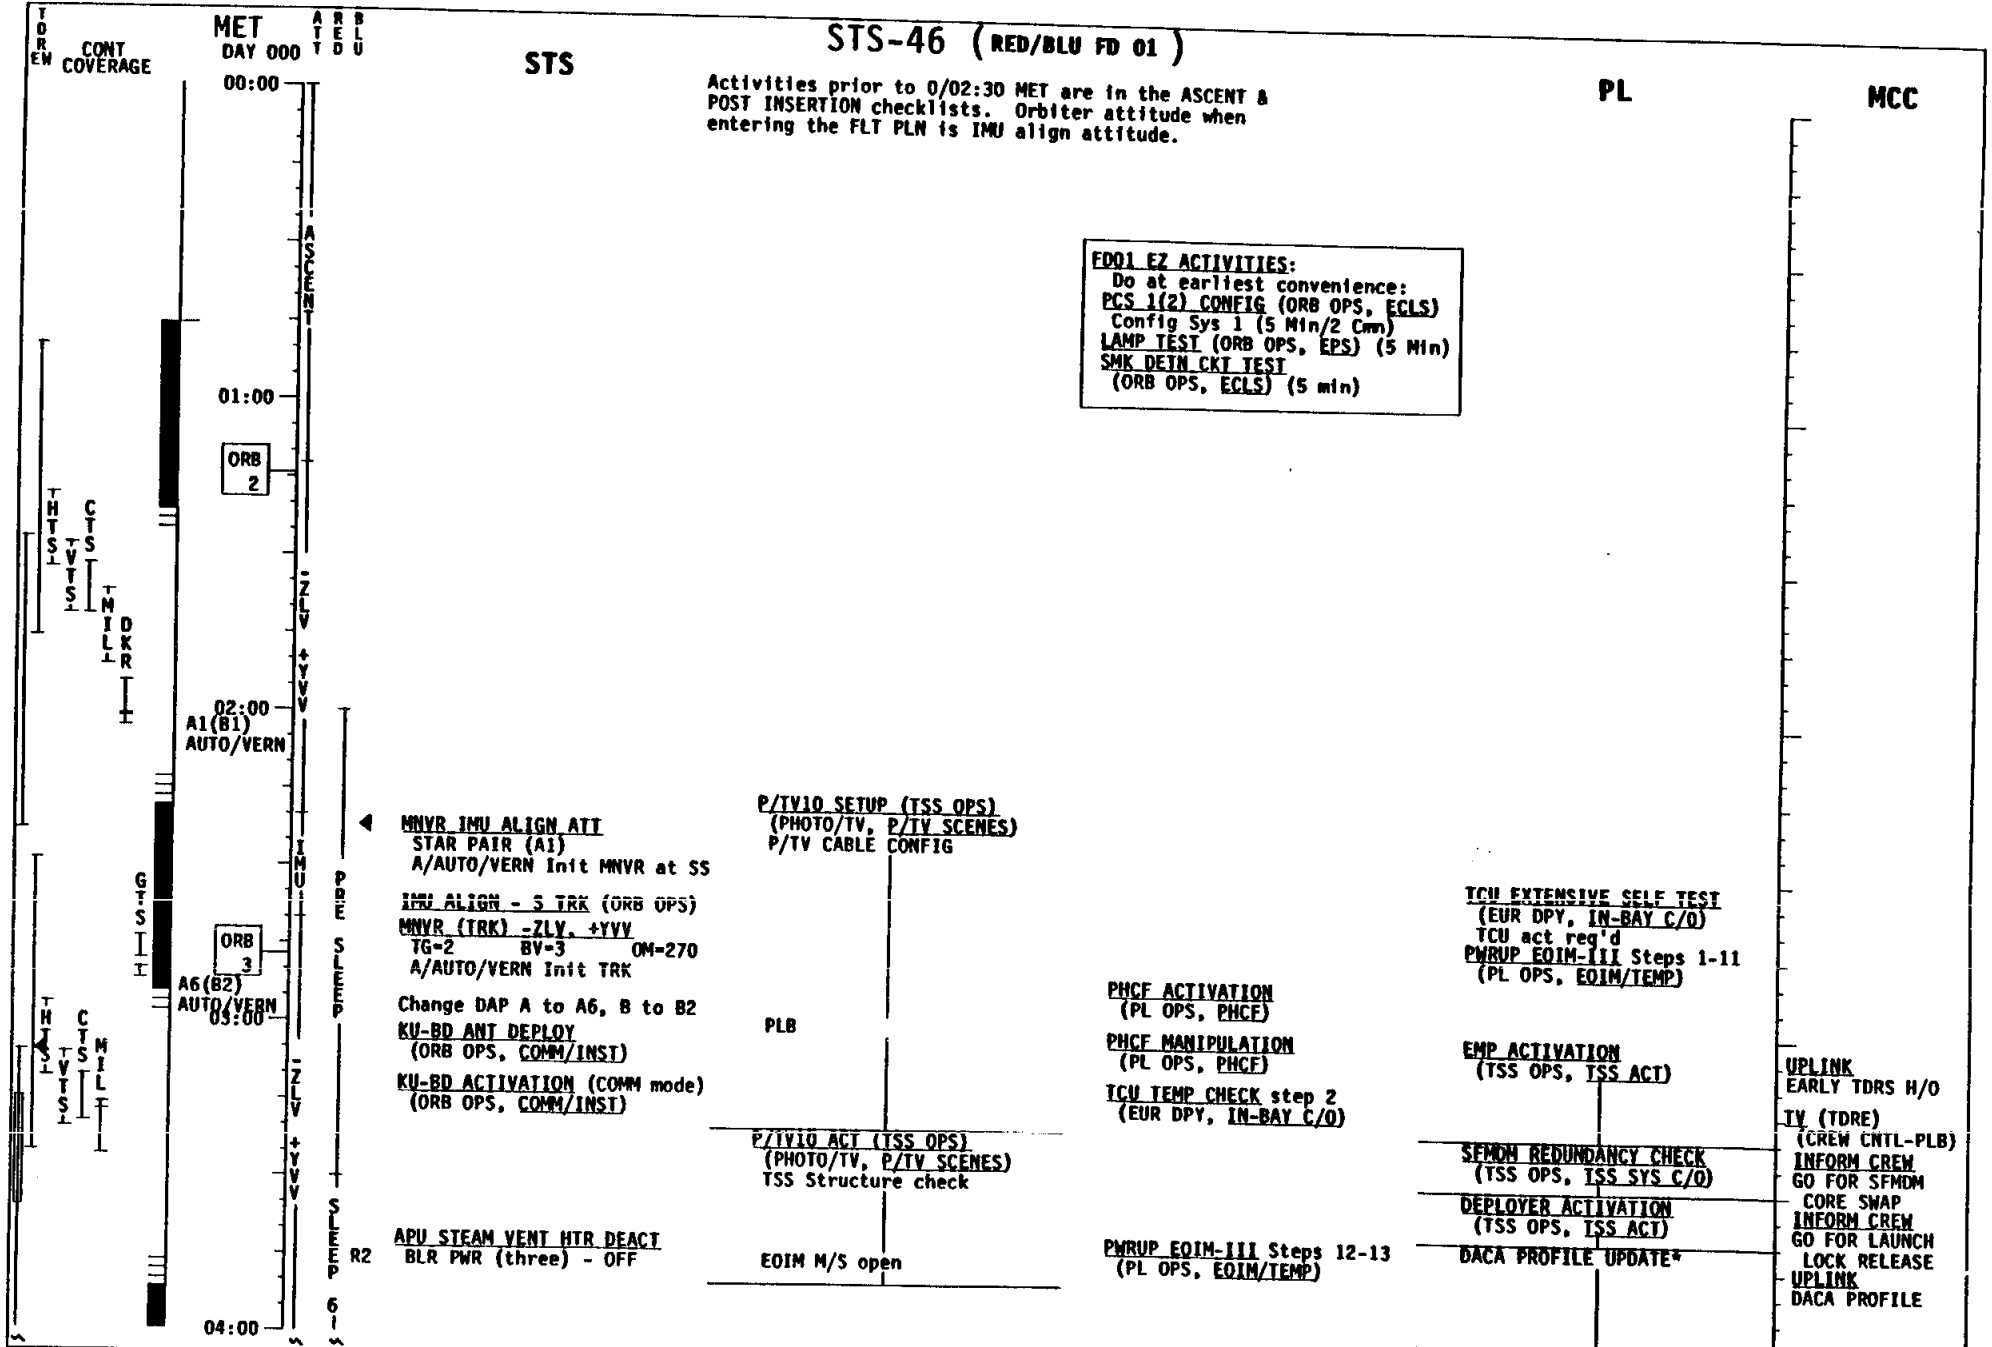 STS-46 (RED/BLU FD 01)
TDREW
CONT
COVERAGE
MET
DAY 000
ATT
RED
BLU
STS
PL
MCC
Activities prior to 0/02:30 MET are in the ASCENT &
POST INSERTION checklists. Orbiter attitude when
entering the FLT PLN is IMU align attitude.
00:00
01:00
ORB
2
02:00
A1(B1)
AUTO/VERN
ORB
3
A6(B2)
AUTO/VERN
03:00
04:00
HTS
VTS
CTS
MIL
DKR
GTS
HTS
VTS
CTS
MIL
ASCENT
-ZLV +YVV
IMU
-ZLV +YVV
PRE SLEEP
SLEEP 6
R2
FD01 EZ ACTIVITIES:
Do at earliest convenience:
PCS 1(2) CONFIG (ORB OPS, ECLS)
Config Sys 1 (5 Min/2 Cmn)
LAMP TEST (ORB OPS, EPS) (5 Min)
SMK DETN CKT TEST
(ORB OPS, ECLS) (5 min)
MNVR IMU ALIGN ATT
STAR PAIR (A1)
A/AUTO/VERN Init MNVR at SS
IMU ALIGN - S TRK (ORB OPS)
MNVR (TRK) -ZLV, +YVV
TG=2 BV=3 OM=270
A/AUTO/VERN Init TRK
Change DAP A to A6, B to B2
KU-BD ANT DEPLOY
(ORB OPS, COMM/INST)
KU-BD ACTIVATION (COMM mode)
(ORB OPS, COMM/INST)
APU STEAM VENT HTR DEACT
BLR PWR (three) - OFF
P/TV10 SETUP (TSS OPS)
(PHOTO/TV, P/TV SCENES)
P/TV CABLE CONFIG
PLB
P/TV10 ACT (TSS OPS)
(PHOTO/TV, P/TV SCENES)
TSS Structure check
EOIM M/S open
PHCF ACTIVATION
(PL OPS, PHCF)
PHCF MANIPULATION
(PL OPS, PHCF)
TCU TEMP CHECK step 2
(EUR DPY, IN-BAY C/O)
PWRUP EOIM-III Steps 12-13
(PL OPS, EOIM/TEMP)
TCU EXTENSIVE SELF TEST
(EUR DPY, IN-BAY C/O)
TCU act req'd
PWRUP EOIM-III Steps 1-11
(PL OPS, EOIM/TEMP)
EMP ACTIVATION
(TSS OPS, TSS ACT)
SFMDM REDUNDANCY CHECK
(TSS OPS, TSS SYS C/O)
DEPLOYER ACTIVATION
(TSS OPS, TSS ACT)
DACA PROFILE UPDATE*
UPLINK
EARLY TDRS H/O
TV (TDRE)
(CREW CNTL-PLB)
INFORM CREW
GO FOR SFMDM
CORE SWAP
INFORM CREW
GO FOR LAUNCH
LOCK RELEASE
UPLINK
DACA PROFILE